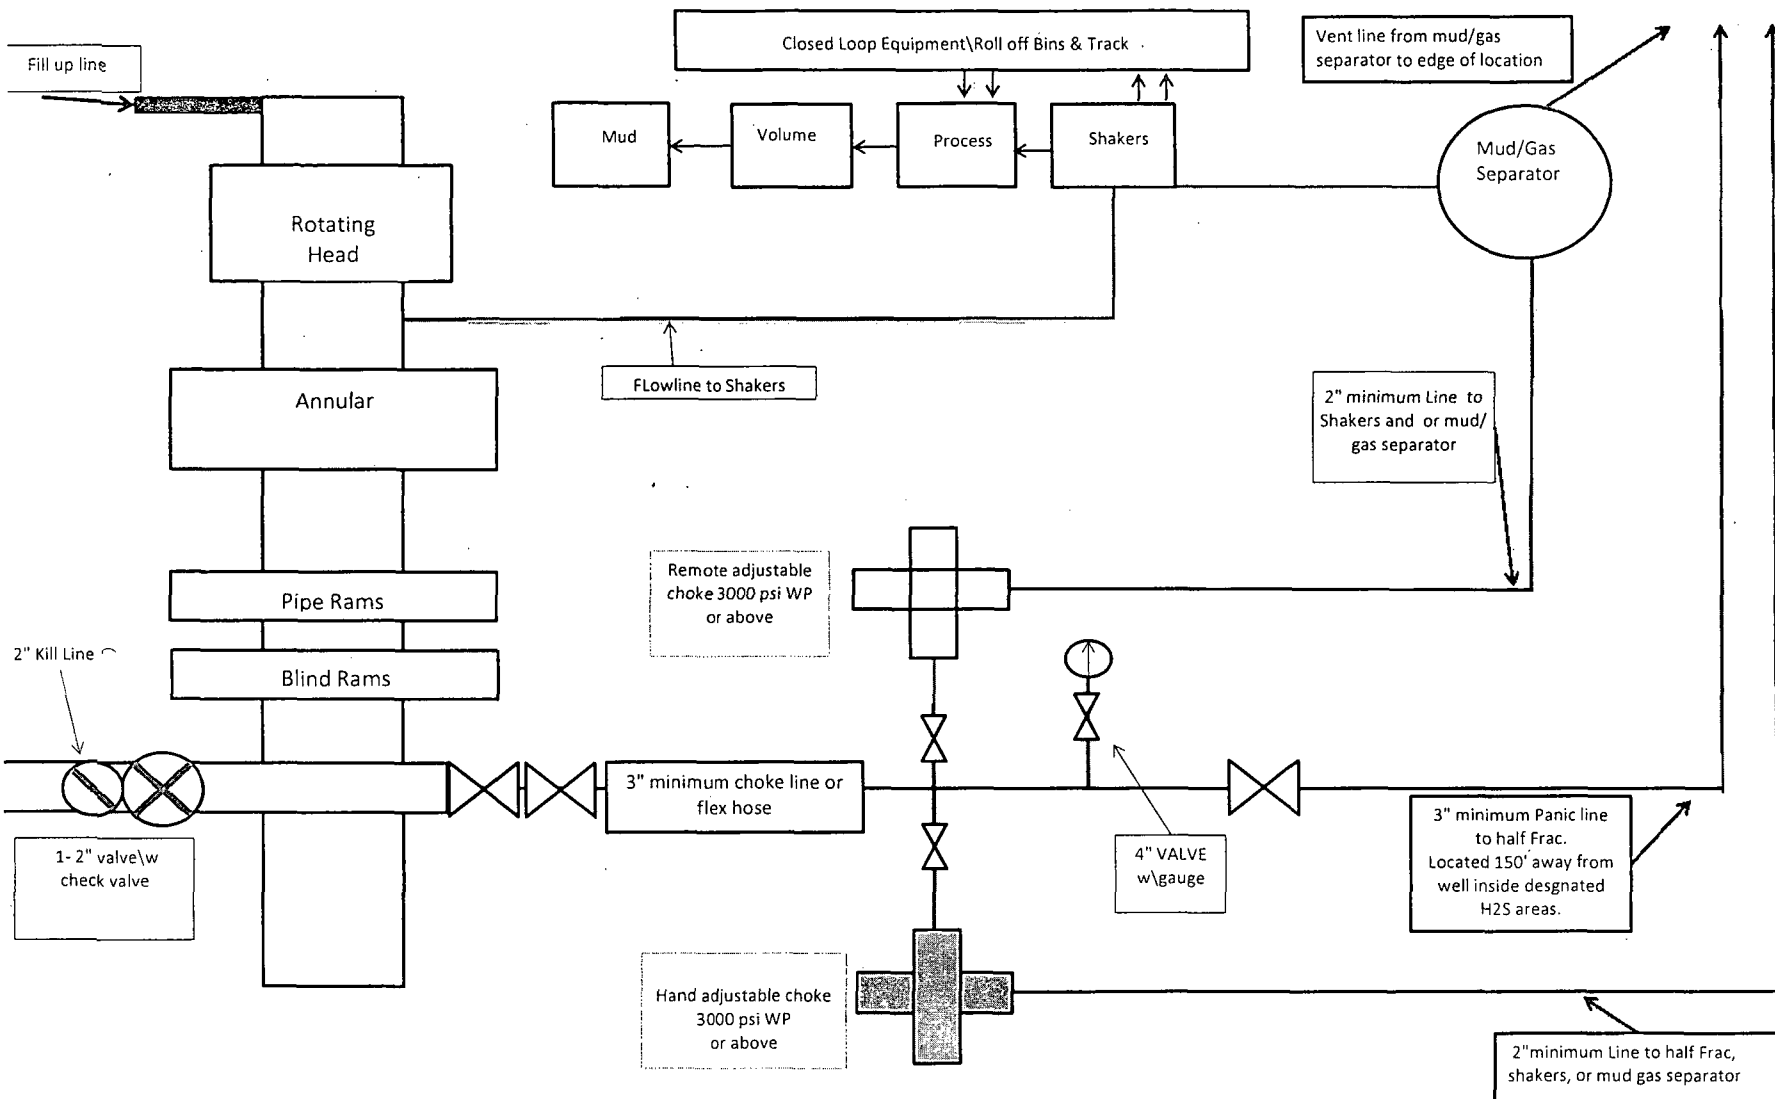 Closed Loop Equipment\Roll off Bins & Track
Vent line from mud/gas
separator to edge of location
Fill up line
Mud
Volume
Process
Shakers
Mud/Gas
Separator
Rotating
Head
FLowline to Shakers
Annular
2" minimum Line to
Shakers and or mud/
gas separator
Remote adjustable
choke 3000 psi WP
or above
Pipe Rams
2" Kill Line
Blind Rams
3" minimum choke line or
flex hose
1- 2" valve\w
check valve
4" VALVE
w\gauge
3" minimum Panic line
to half Frac.
Located 150' away from
well inside desgnated
H2S areas.
Hand adjustable choke
3000 psi WP
or above
2"minimum Line to half Frac,
shakers, or mud gas separator